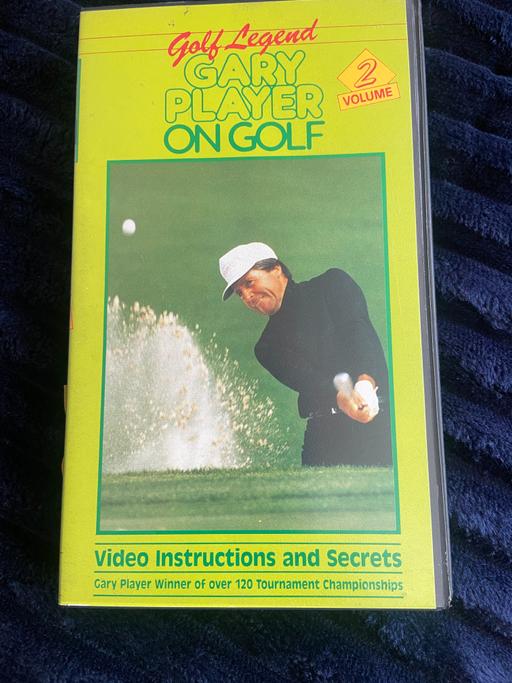 Golf Legend
GARY
PLAYER
ON GOLF
2
VOLUME
Video Instructions and Secrets
Gary Player Winner of over 120 Tournament Championships